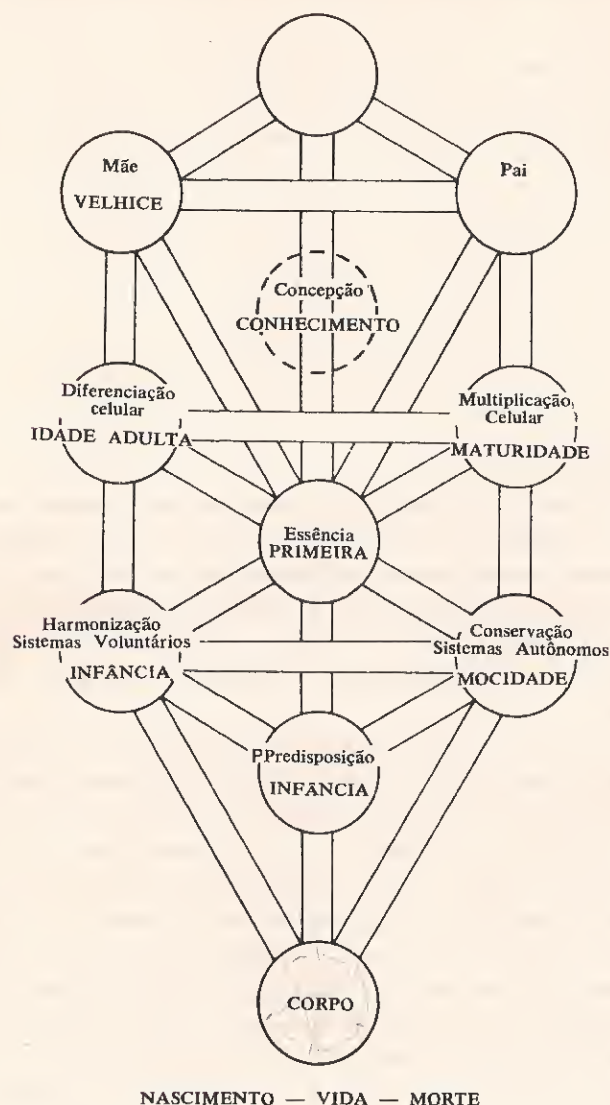 Mãe
VELHICE
Pai
Concepção
CONHECIMENTO
Diferenciação
celular
IDADE ADULTA
Multiplicação
Celular
MATURIDADE
Essência
PRIMEIRA
Harmonização
Sistemas Voluntários
INFÂNCIA
Conservação
Sistemas Autônomos
MOCIDADE
PPredisposição
INFÂNCIA
CORPO
NASCIMENTO — VIDA — MORTE